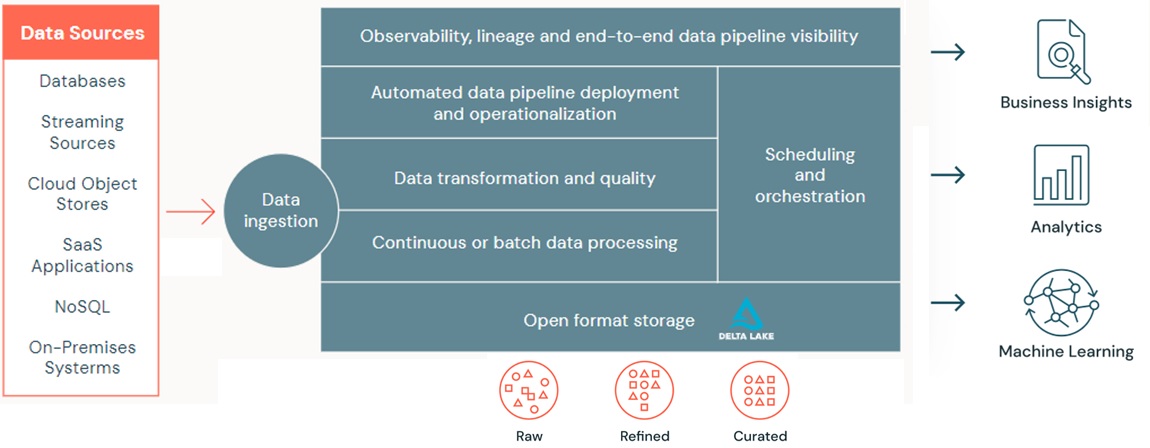 Data Sources
Databases
Streaming
Sources
Cloud Object
Stores
SaaS
Applications
NoSQL
On-Premises
Systerms
Data
ingestion
Observability, lineage and end-to-end data pipeline visibility
Automated data pipeline deployment
and operationalization
Data transformation and quality
Continuous or batch data processing
Scheduling
and
orchestration
Open format storage
DELTA LAKE
Raw
Refined
Curated
Business Insights
Analytics
Machine Learning